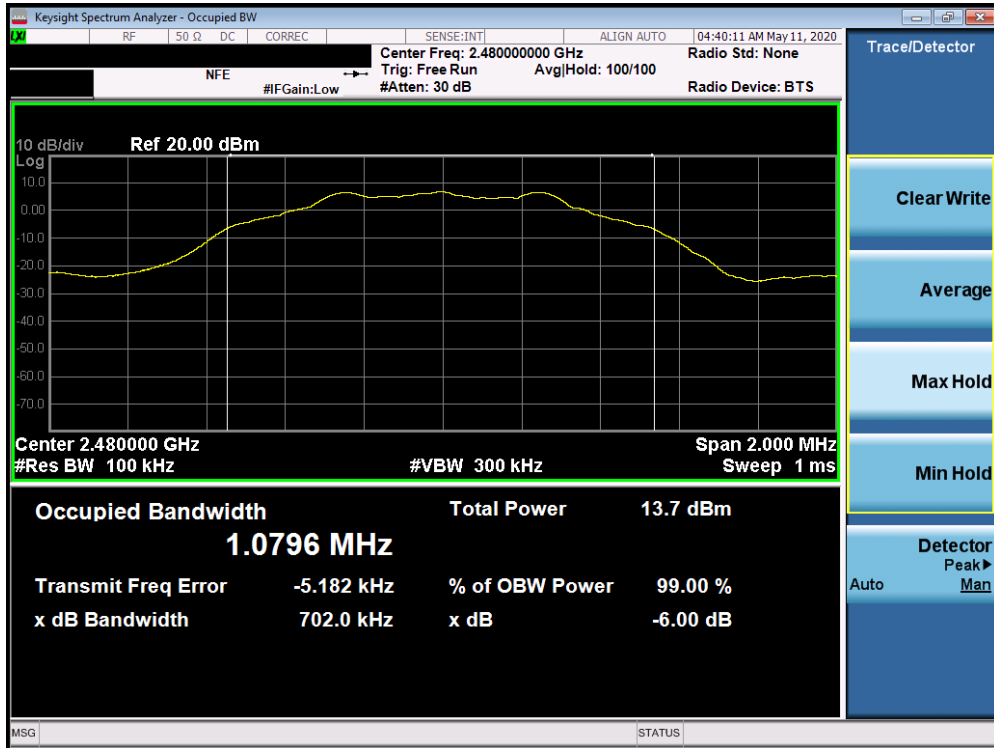 Keysight Spectrum Analyzer - Occupied BW
LXI RF 50 Ω DC CORREC SENSE:INT ALIGN AUTO 04:40:11 AM May 11, 2020
Center Freq: 2.480000000 GHz Radio Std: None
NFE Trig: Free Run Avg|Hold: 100/100
#IFGain:Low #Atten: 30 dB Radio Device: BTS
10 dB/div Ref 20.00 dBm
Log
10.0
0.00
-10.0
-20.0
-30.0
-40.0
-50.0
-60.0
-70.0
Center 2.480000 GHz Span 2.000 MHz
#Res BW 100 kHz #VBW 300 kHz Sweep 1 ms
Occupied Bandwidth Total Power 13.7 dBm
1.0796 MHz
Transmit Freq Error -5.182 kHz % of OBW Power 99.00 %
x dB Bandwidth 702.0 kHz x dB -6.00 dB
MSG STATUS
Trace/Detector
Clear Write
Average
Max Hold
Min Hold
Detector
Peak▶
Auto Man